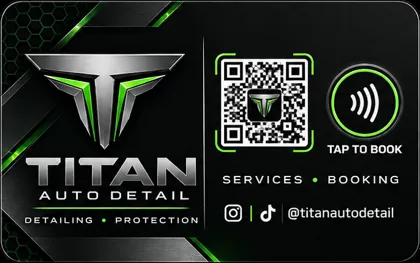 TITAN
AUTO DETAIL
DETAILING • PROTECTION
TAP TO BOOK
SERVICES • BOOKING
@titanautodetail